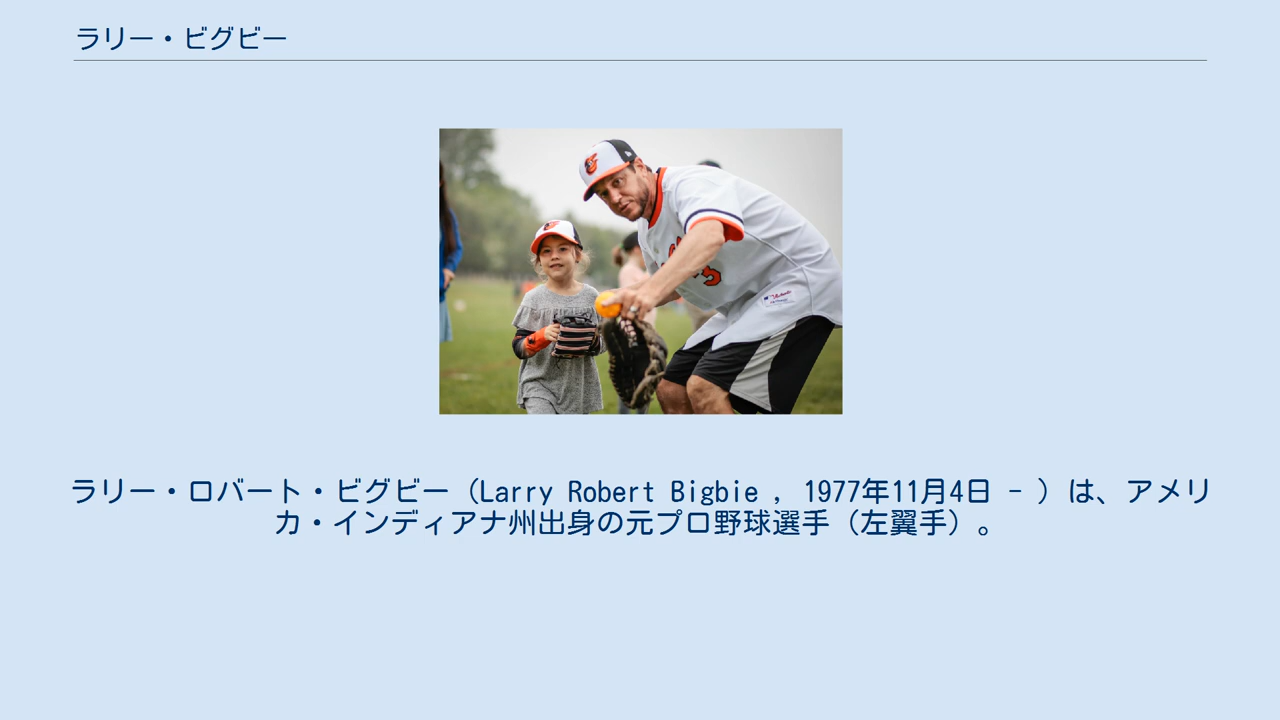 ラリー・ビグビー
ラリー・ロバート・ビグビー（Larry Robert Bigbie , 1977年11月4日 - ）は、アメリ
カ・インディアナ州出身の元プロ野球選手（左翼手）。